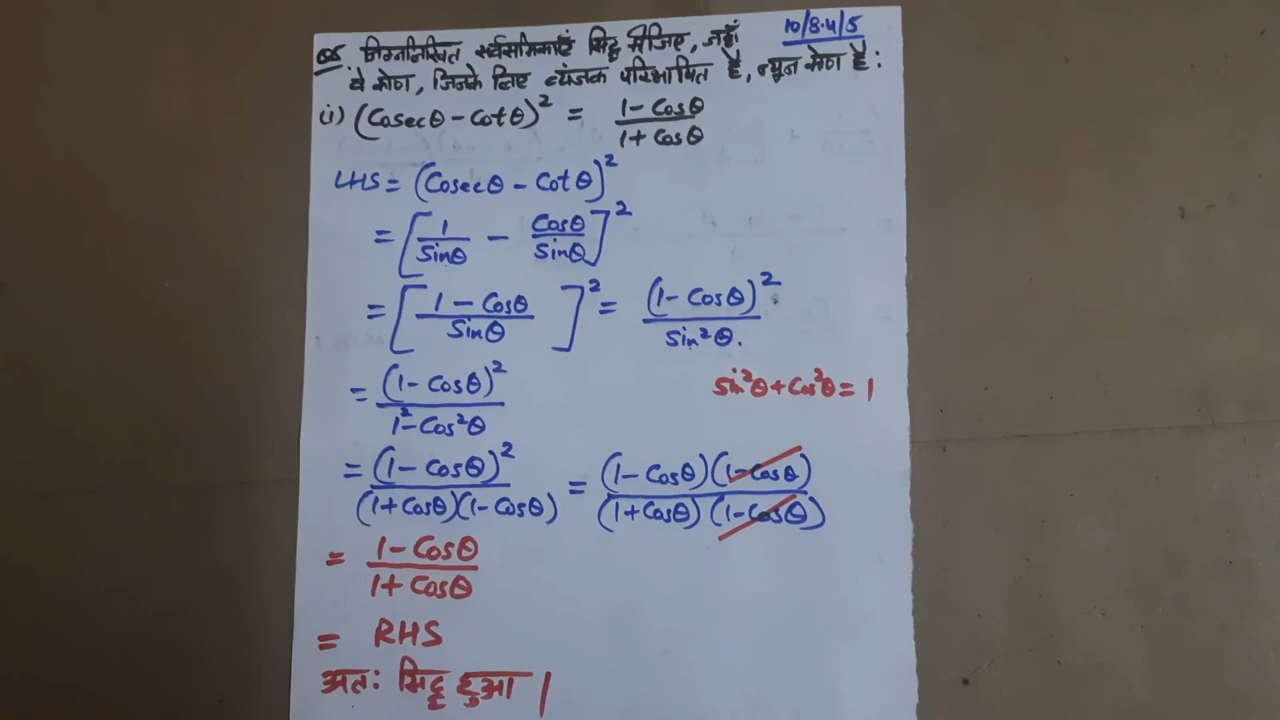 10/8.4/5
Q5 निम्नलिखित सर्वसमिकाएँ सिद्ध कीजिए, जहाँ
वे कोण, जिनके लिए व्यंजक परिभाषित है, न्यून कोण है :
(i) (Cosecθ - Cotθ)² = (1 - Cosθ)/(1 + Cosθ)
LHS = (Cosecθ - Cotθ)²
= [1/Sinθ - Cosθ/Sinθ]²
= [(1 - Cosθ)/Sinθ]² = (1 - Cosθ)²/Sin²θ.
= (1 - Cosθ)²/(1² - Cos²θ)
sin²θ + Cos²θ = 1
= (1 - Cosθ)²/((1 + Cosθ)(1 - Cosθ)) = ((1 - Cosθ)(1 - Cosθ))/((1 + Cosθ)(1 - Cosθ))
= (1 - Cosθ)/(1 + Cosθ)
= RHS
अतः सिद्ध हुआ |